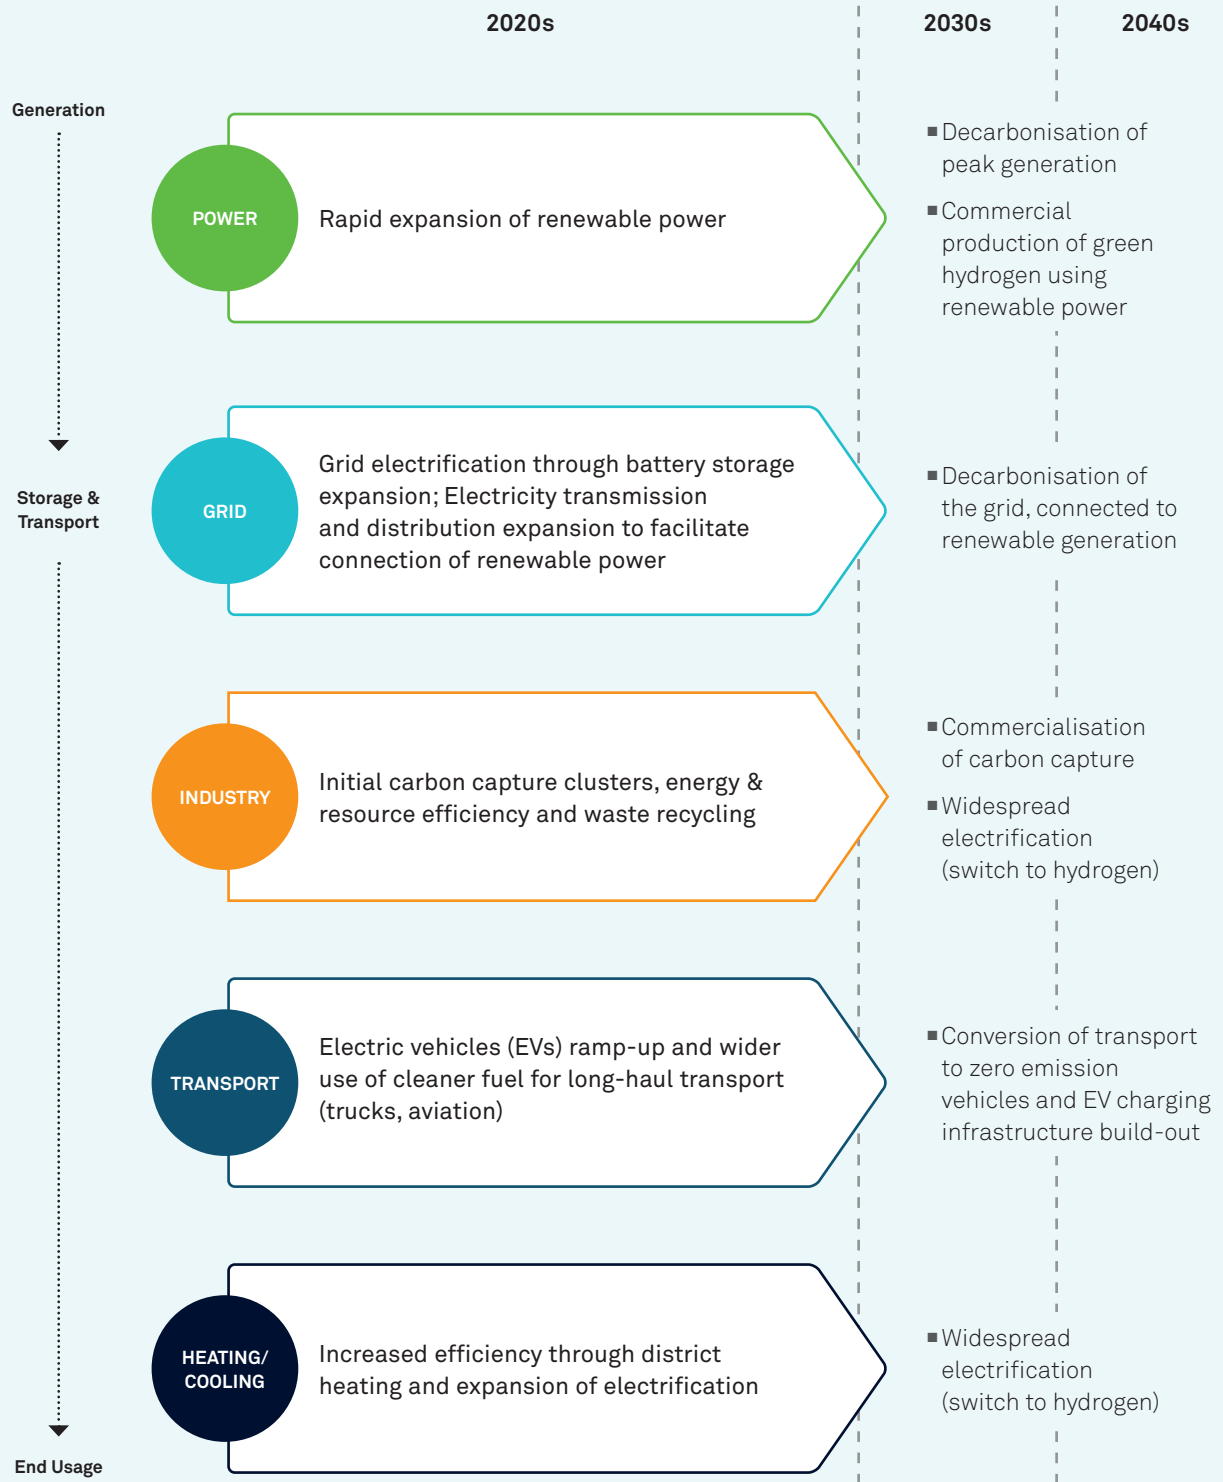 2020s
2030s
2040s
Generation
POWER
Rapid expansion of renewable power
■ Decarbonisation of
peak generation
■ Commercial
production of green
hydrogen using
renewable power
Storage &
Transport
GRID
Grid electrification through battery storage
expansion; Electricity transmission
and distribution expansion to facilitate
connection of renewable power
■ Decarbonisation of
the grid, connected to
renewable generation
INDUSTRY
Initial carbon capture clusters, energy &
resource efficiency and waste recycling
■ Commercialisation
of carbon capture
■ Widespread
electrification
(switch to hydrogen)
TRANSPORT
Electric vehicles (EVs) ramp-up and wider
use of cleaner fuel for long-haul transport
(trucks, aviation)
■ Conversion of transport
to zero emission
vehicles and EV charging
infrastructure build-out
HEATING/
COOLING
Increased efficiency through district
heating and expansion of electrification
■ Widespread
electrification
(switch to hydrogen)
End Usage